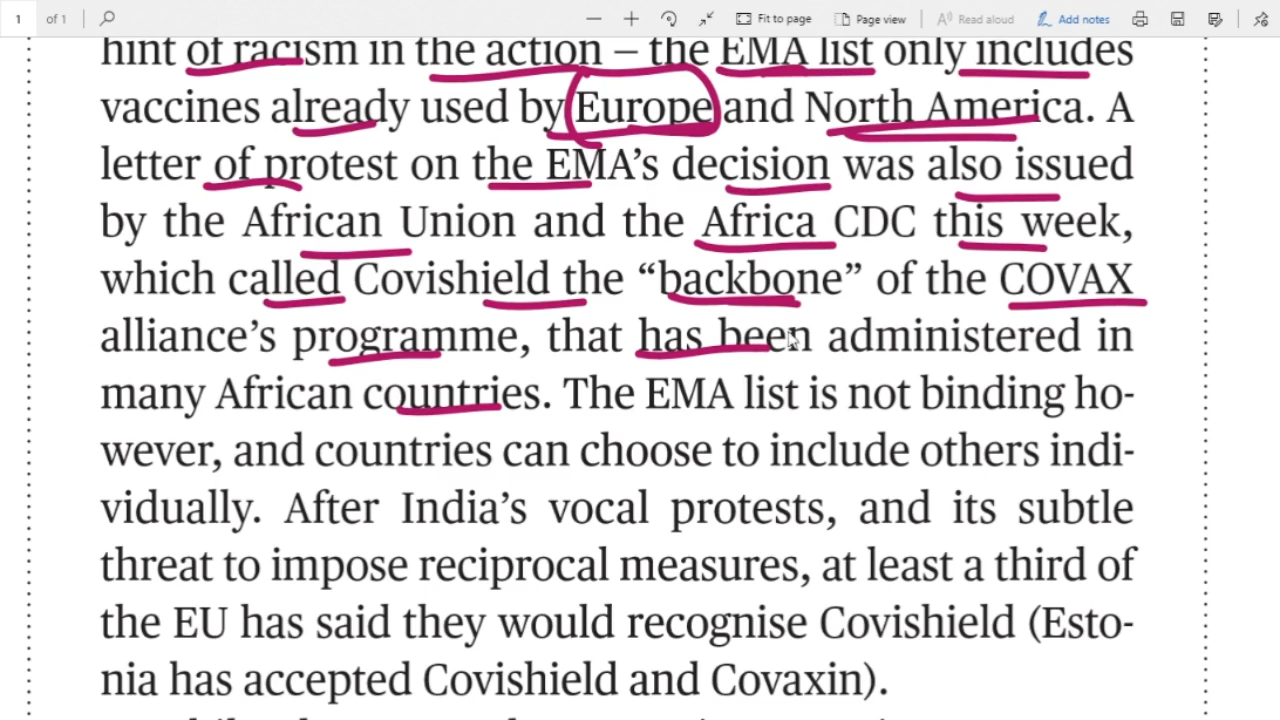 1 of 1 Fit to page Page view Read aloud Add notes
hint of racism in the action – the EMA list only includes
vaccines already used by Europe and North America. A
letter of protest on the EMA’s decision was also issued
by the African Union and the Africa CDC this week,
which called Covishield the “backbone” of the COVAX
alliance’s programme, that has been administered in
many African countries. The EMA list is not binding ho-
wever, and countries can choose to include others indi-
vidually. After India’s vocal protests, and its subtle
threat to impose reciprocal measures, at least a third of
the EU has said they would recognise Covishield (Esto-
nia has accepted Covishield and Covaxin).